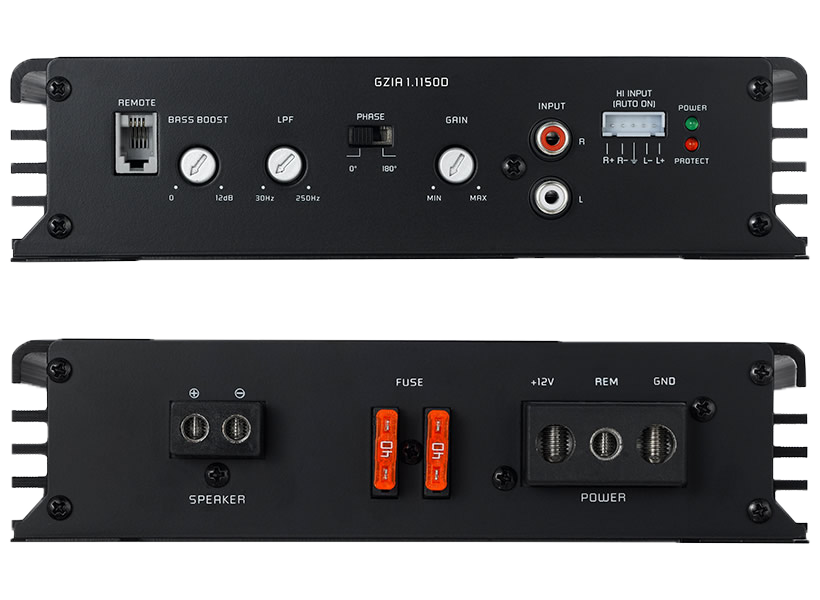 GZIA 1.1150D
REMOTE
BASS BOOST
0 12dB
LPF
30Hz 250Hz
PHASE
0° 180°
GAIN
MIN MAX
INPUT
R
L
HI INPUT
(AUTO ON)
R+ R- L- L+
POWER
PROTECT
+ -
SPEAKER
FUSE
40 40
+12V REM GND
POWER